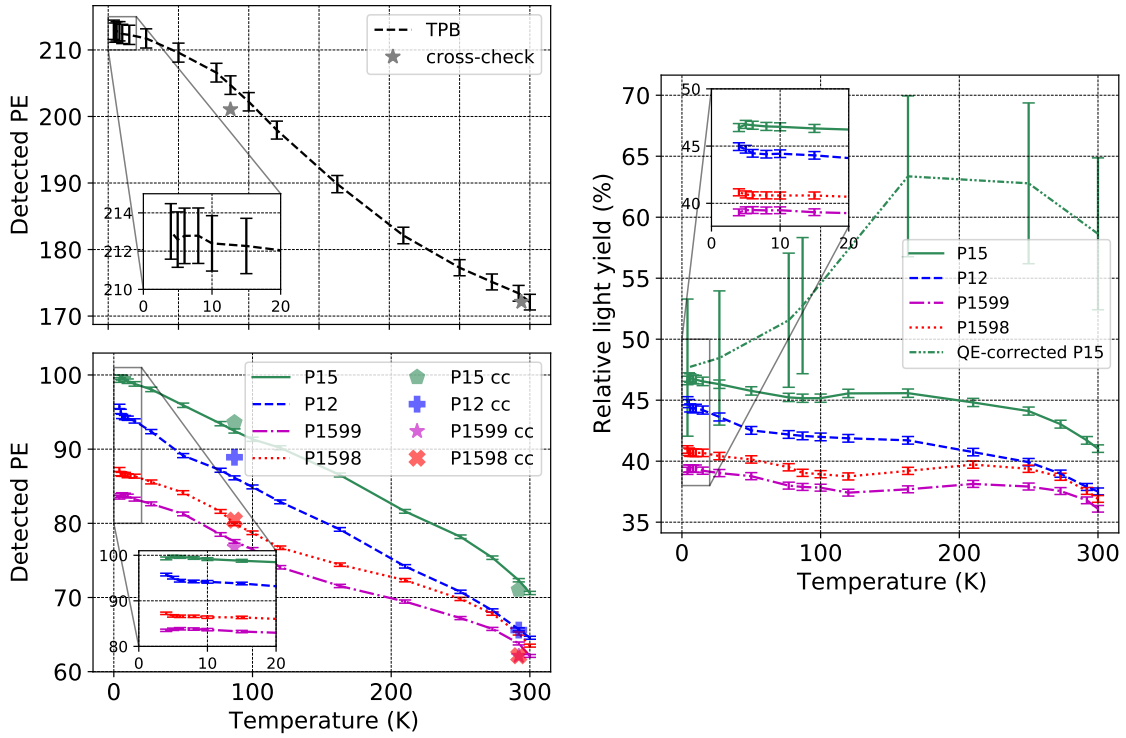 Detected PE
210
200
190
180
170
TPB
cross-check
214
212
210
0 10 20
Detected PE
100
90
80
70
60
P15
P12
P1599
P1598
P15 cc
P12 cc
P1599 cc
P1598 cc
100
90
80
0 10 20
0 100 200 300
Temperature (K)
Relative light yield (%)
70
65
60
55
50
45
40
35
50
45
40
0 10 20
P15
P12
P1599
P1598
QE-corrected P15
0 100 200 300
Temperature (K)